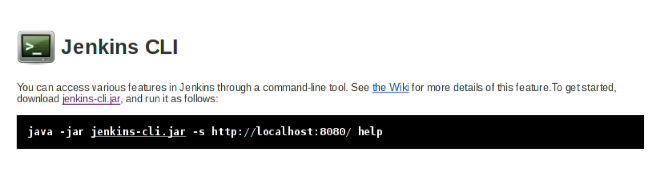 Jenkins CLI
You can access various features in Jenkins through a command-line tool. See the Wiki for more details of this feature.To get started,
download jenkins-cli.jar, and run it as follows:
java -jar jenkins-cli.jar -s http://localhost:8080/ help